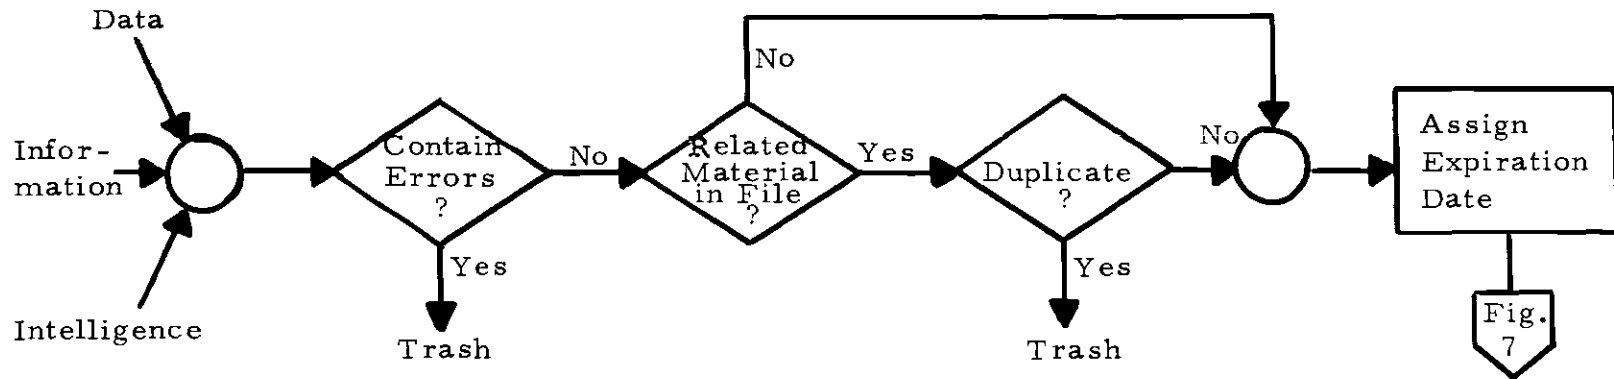 Data
Infor-
mation
Intelligence
Contain
Errors
?
No
Yes
Trash
Related
Material
in File
?
No
Yes
Duplicate
?
No
Yes
Trash
Assign
Expiration
Date
Fig.
7